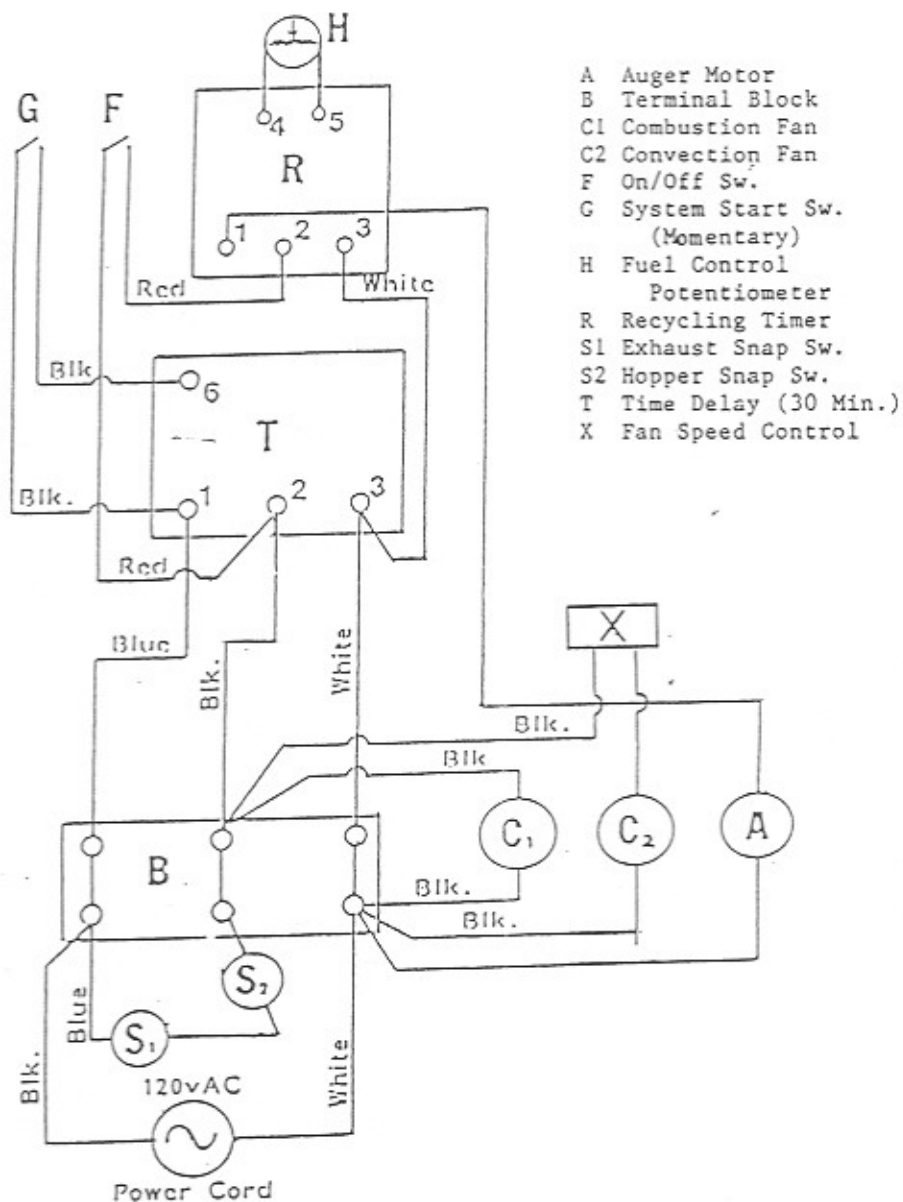 H
G F
4 5
R
1 2 3
Red White
Blk 6
T
Blk. 1 2 3
Red
Blue Blk. White
X
Blk.
Blk
B C1 C2 A
Blk.
Blk.
S2
Blue S1
Blk. White
120vAC
Power Cord
A Auger Motor
B Terminal Block
C1 Combustion Fan
C2 Convection Fan
F On/Off Sw.
G System Start Sw.
(Momentary)
H Fuel Control
Potentiometer
R Recycling Timer
S1 Exhaust Snap Sw.
S2 Hopper Snap Sw.
T Time Delay (30 Min.)
X Fan Speed Control